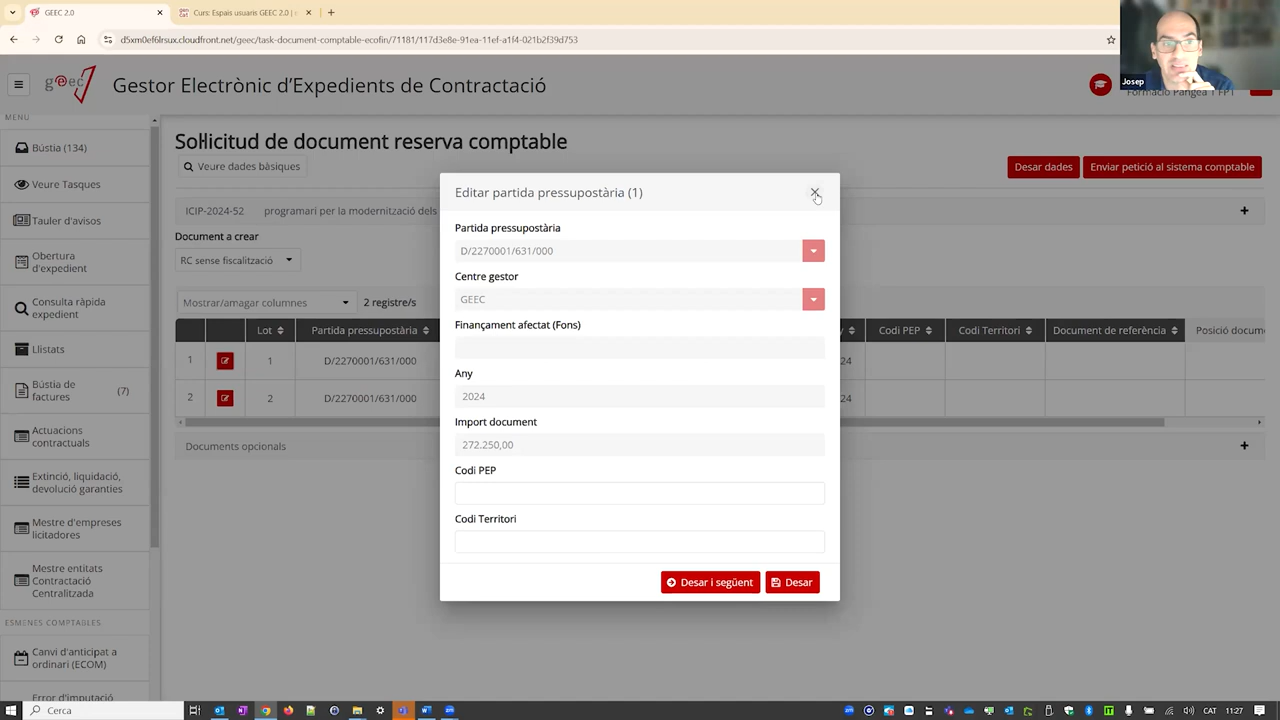 GEEC 2.0
Curs: Espais usuaris GEEC 2.0 | c
d5xm0ef6lrsux.cloudfront.net/geec/task-document-comptable-ecofin/71181/117d3e8e-91ea-11ef-a1f4-021b2f39d753
Josep
geec
Gestor Electrònic d'Expedients de Contractació
Formació Pangea i FPT
MENÚ
Bústia (134)
Veure Tasques
Tauler d'avisos
Obertura
d'expedient
Consulta ràpida
expedient
Llistats
Bústia de
factures
(7)
Actuacions
contractuals
Extinció, liquidació,
devolució garanties
Mestre d'empreses
licitadores
Mestre entitats
Contractació
Centralitzada
ESMENES COMPTABLES
Canvi d'anticipat a
ordinari (ECOM)
Error d'imputació
Sol·licitud de document reserva comptable
Veure dades bàsiques
Desar dades
Enviar petició al sistema comptable
ICIP-2024-52 programari per la modernització dels
Document a crear
RC sense fiscalització
Mostrar/amagar columnes
2 registre/s
Lot Partida pressupostària y Codi PEP Codi Territori Document de referència Posició docum
1 1 D/2270001/631/000 24
2 2 D/2270001/631/000 24
Documents opcionals
Editar partida pressupostària (1)
Partida pressupostària
D/2270001/631/000
Centre gestor
GEEC
Finançament afectat (Fons)
Any
2024
Import document
272.250,00
Codi PEP
Codi Territori
Desar i següent
Desar
Cerca
CAT
11:27